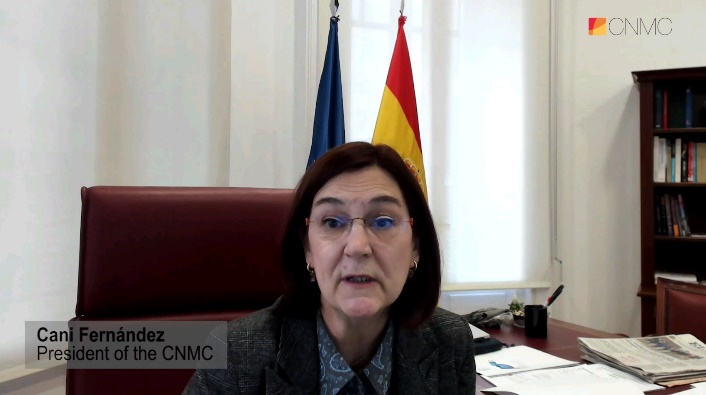 CNMC
Cani Fernández
President of the CNMC